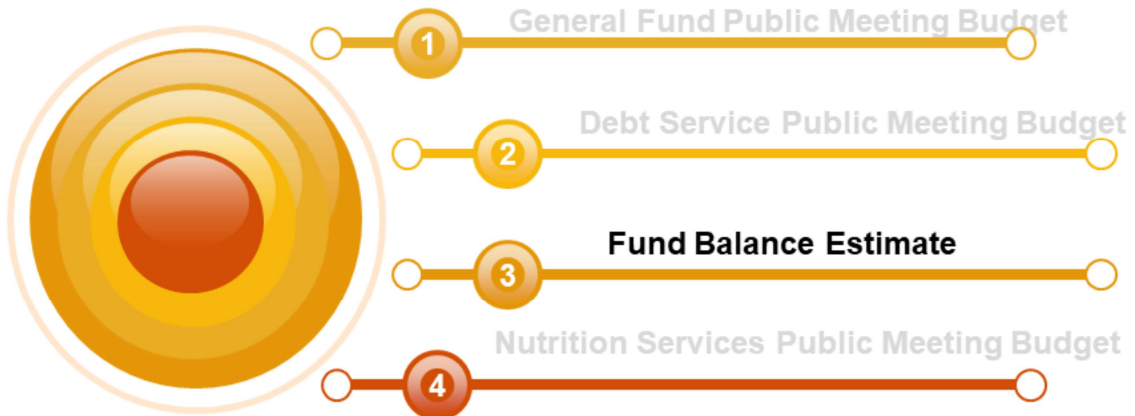 General Fund Public Meeting Budget
1
Debt Service Public Meeting Budget
2
Fund Balance Estimate
3
Nutrition Services Public Meeting Budget
4